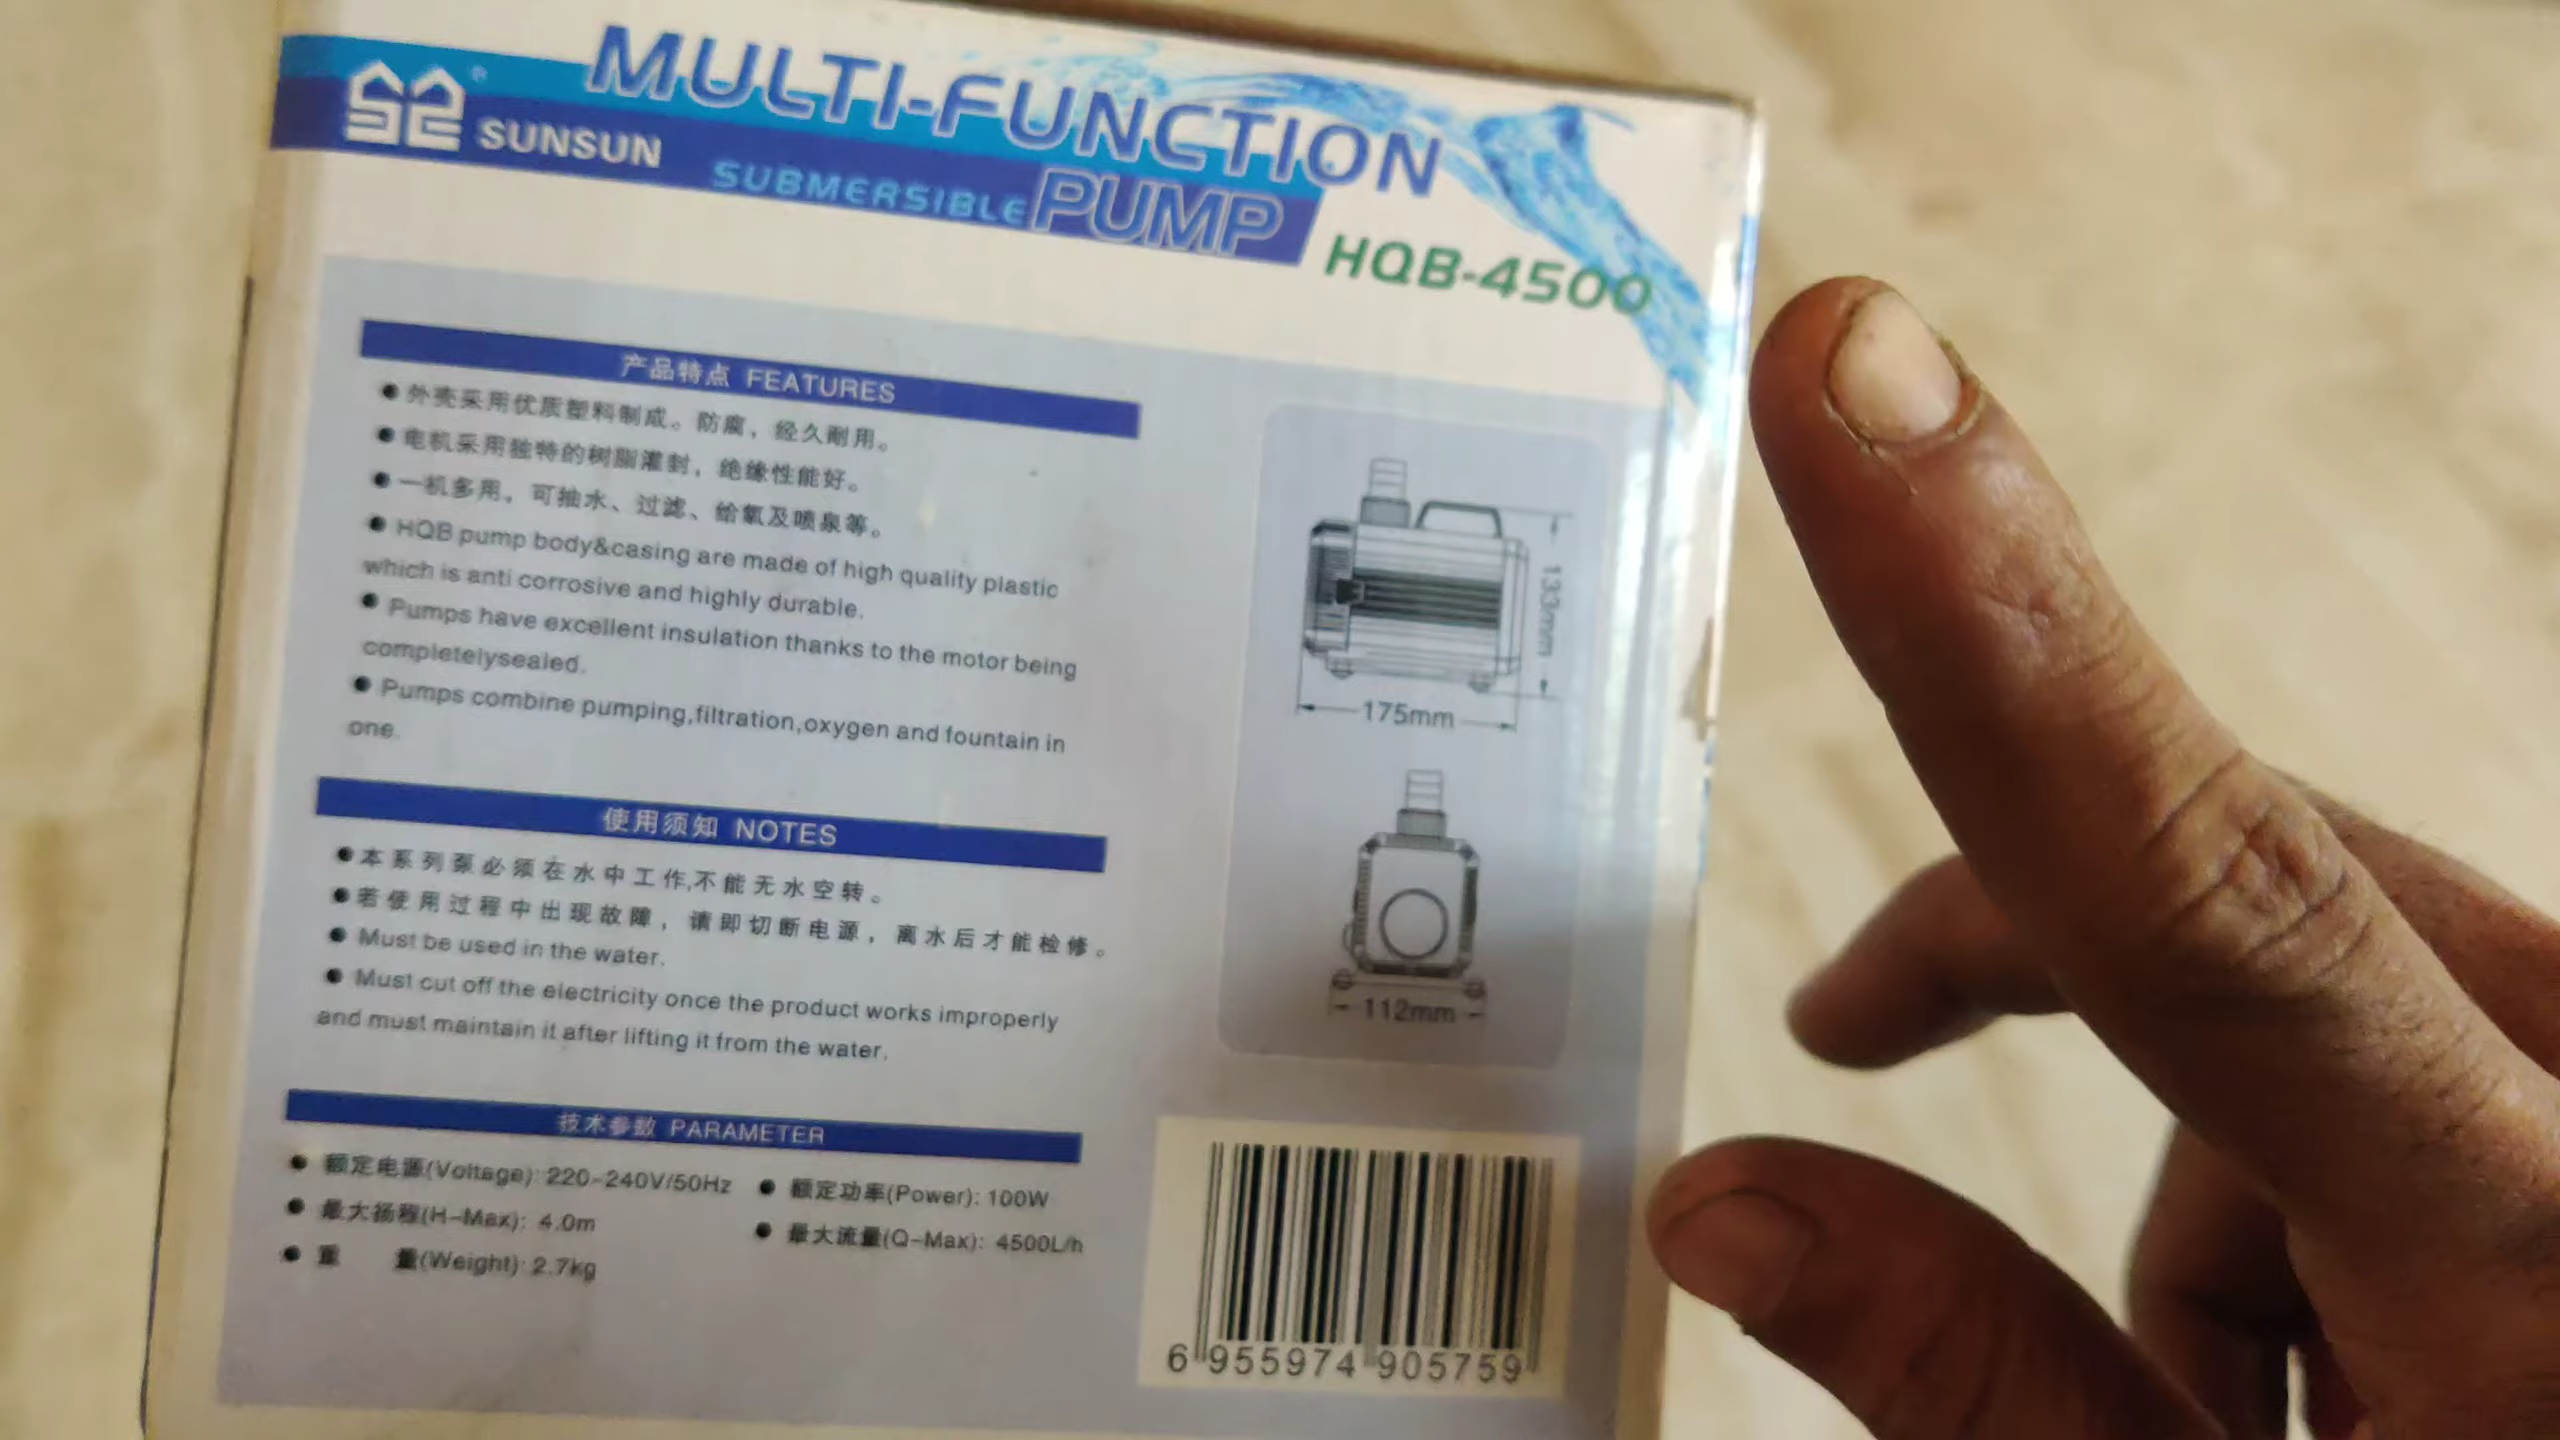 SUNSUN
MULTI-FUNCTION
SUBMERSIBLE PUMP
HQB-4500
产品特点 FEATURES
● 外壳采用优质塑料制成。防腐，经久耐用。
● 电机采用独特的树脂灌封，绝缘性能好。
● 一机多用，可抽水、过滤、给氧及喷泉等。
● HQB pump body&casing are made of high quality plastic
which is anti corrosive and highly durable.
● Pumps have excellent insulation thanks to the motor being
completelysealed.
● Pumps combine pumping,filtration,oxygen and fountain in
one.
133mm
175mm
112mm
使用须知 NOTES
● 本系列泵必须在水中工作,不能无水空转。
● 若使用过程中出现故障，请即切断电源，离水后才能检修。
● Must be used in the water.
● Must cut off the electricity once the product works improperly
and must maintain it after lifting it from the water.
技术参数 PARAMETER
● 额定电源(Voltage): 220-240V/50Hz ● 额定功率(Power): 100W
● 最大扬程(H-Max): 4.0m ● 最大流量(Q-Max): 4500L/h
● 重 量(Weight): 2.7kg
6 955974 905759